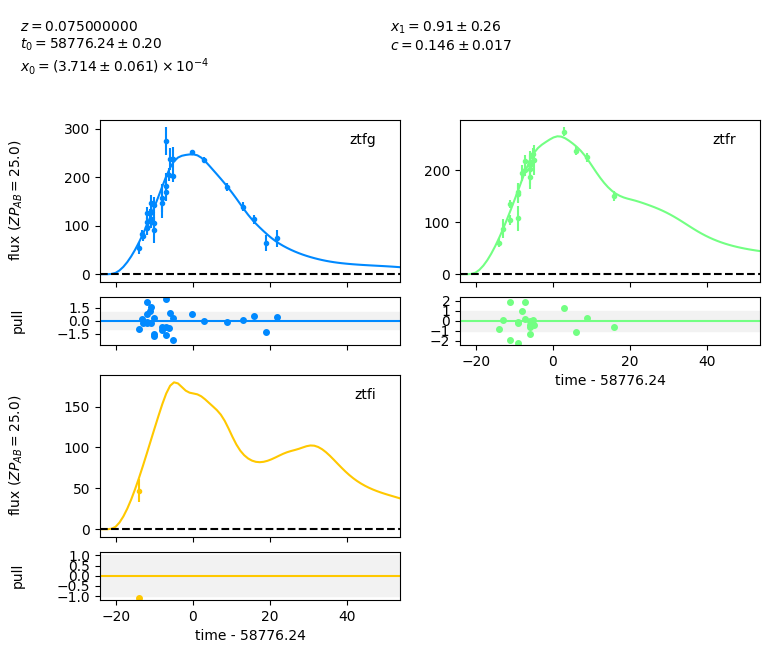 z = 0.075000000
t₀ = 58776.24 ± 0.20
x₀ = (3.714 ± 0.061) × 10⁻⁴
x₁ = 0.91 ± 0.26
c = 0.146 ± 0.017
flux (ZP_AB = 25.0)
300
200
100
0
ztfg
pull
1.5
0.0
−1.5
200
100
0
ztfr
2
1
0
−1
−2
−20 0 20 40
time - 58776.24
flux (ZP_AB = 25.0)
150
100
50
0
ztfi
pull
1.0
0.5
0.0
−0.5
−1.0
−20 0 20 40
time - 58776.24